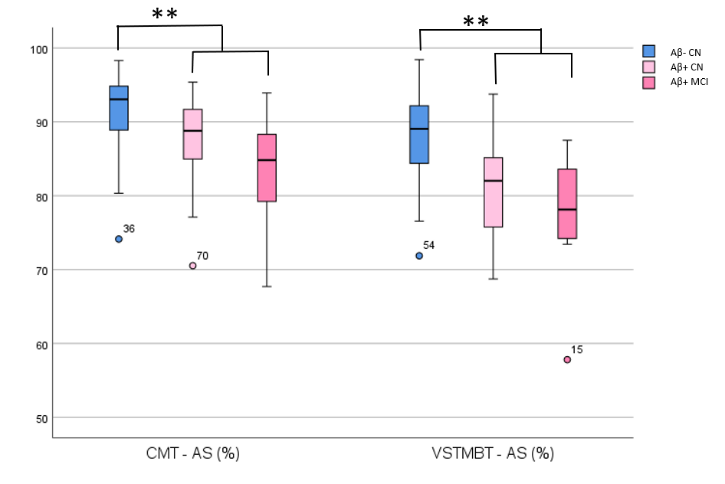 **
**
100
90
80
70
60
50
36
70
54
15
Aβ- CN
Aβ+ CN
Aβ+ MCI
CMT - AS (%)
VSTMBT - AS (%)